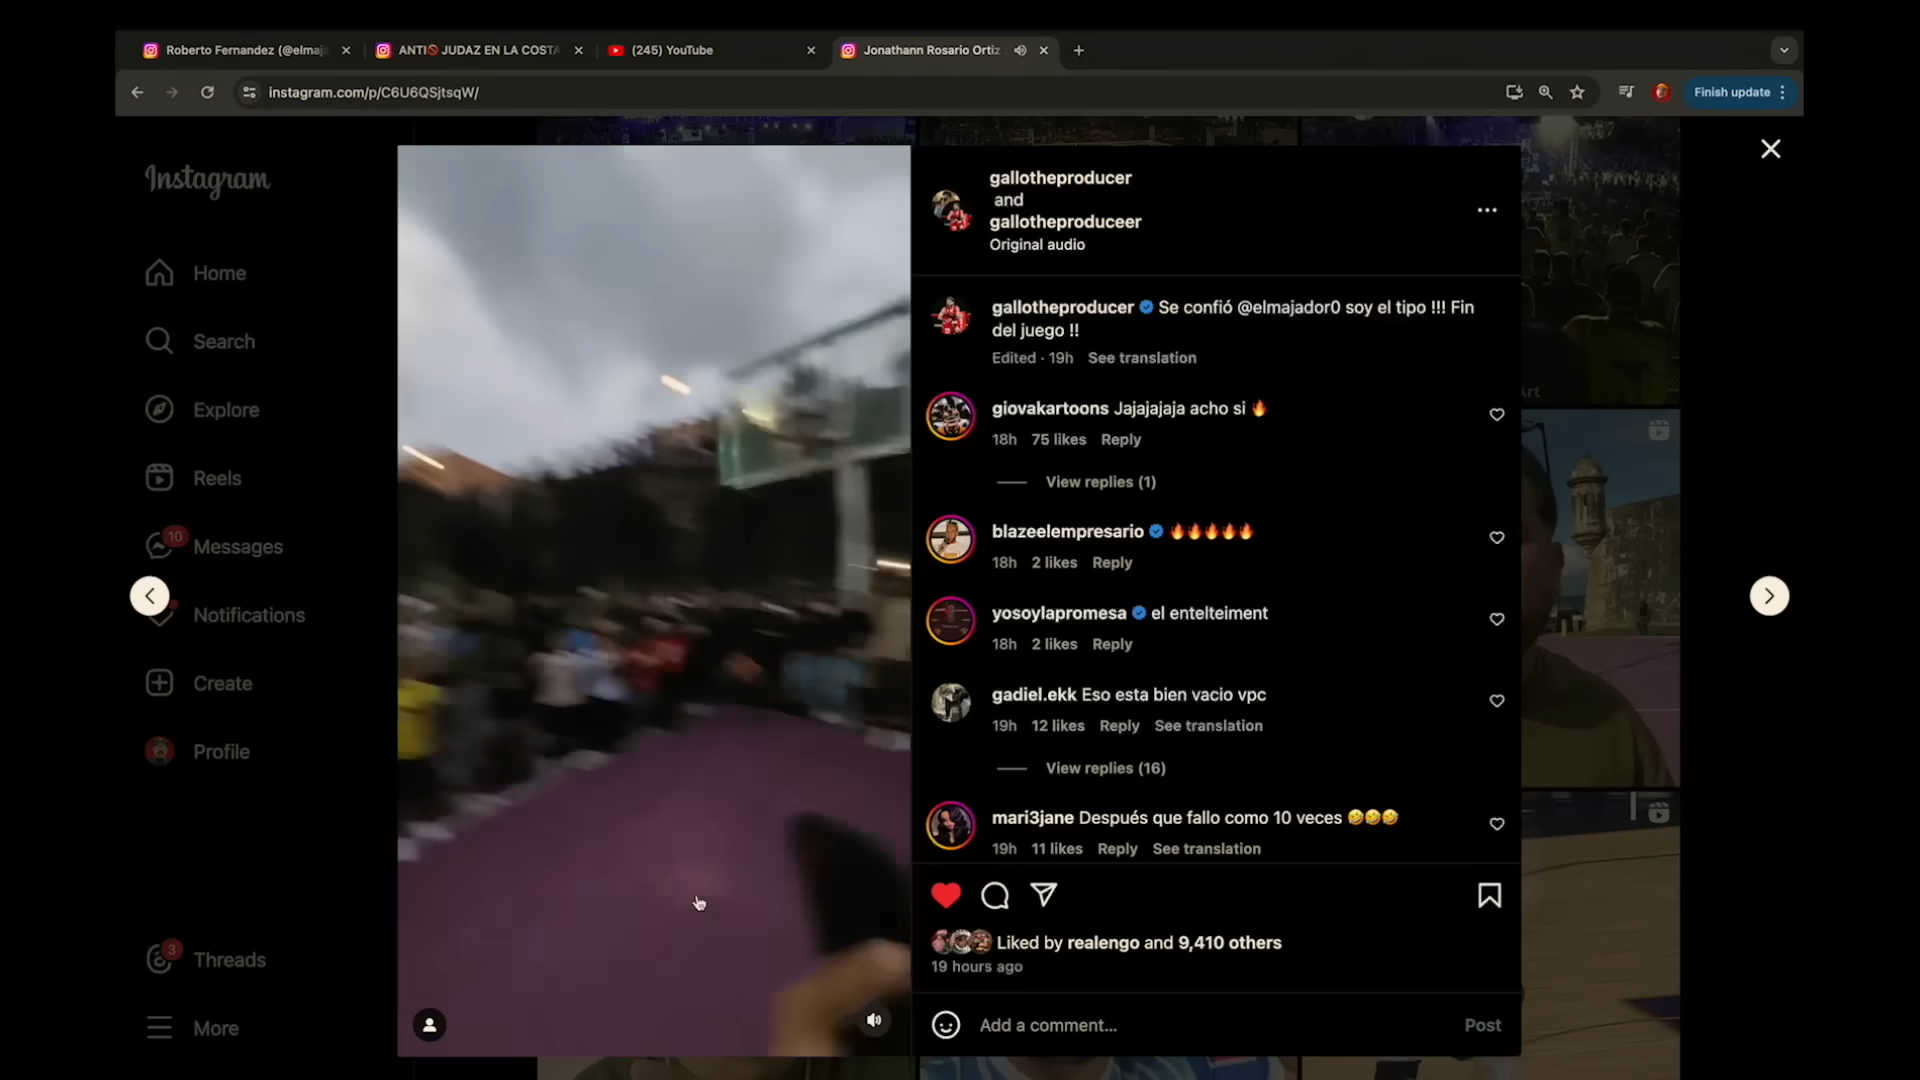 Roberto Fernandez (@elmaj
ANTI🚫 JUDAZ EN LA COSTA
(245) YouTube
Jonathann Rosario Ortiz
instagram.com/p/C6U6QSjtsqW/
Finish update
Instagram
Home
Search
Explore
Reels
10
Messages
Notifications
Create
Profile
3
Threads
More
gallotheproducer
and
gallotheproduceer
Original audio
gallotheproducer Se confió @elmajador0 soy el tipo !!! Fin
del juego !!
Edited · 19h See translation
giovakartoons Jajajajaja acho si 🔥
18h 75 likes Reply
View replies (1)
blazeelempresario 🔥🔥🔥🔥🔥
18h 2 likes Reply
yosoylapromesa el entelteiment
18h 2 likes Reply
gadiel.ekk Eso esta bien vacio vpc
19h 12 likes Reply See translation
View replies (16)
mari3jane Después que fallo como 10 veces 🤣🤣🤣
19h 11 likes Reply See translation
Liked by realengo and 9,410 others
19 hours ago
Add a comment...
Post